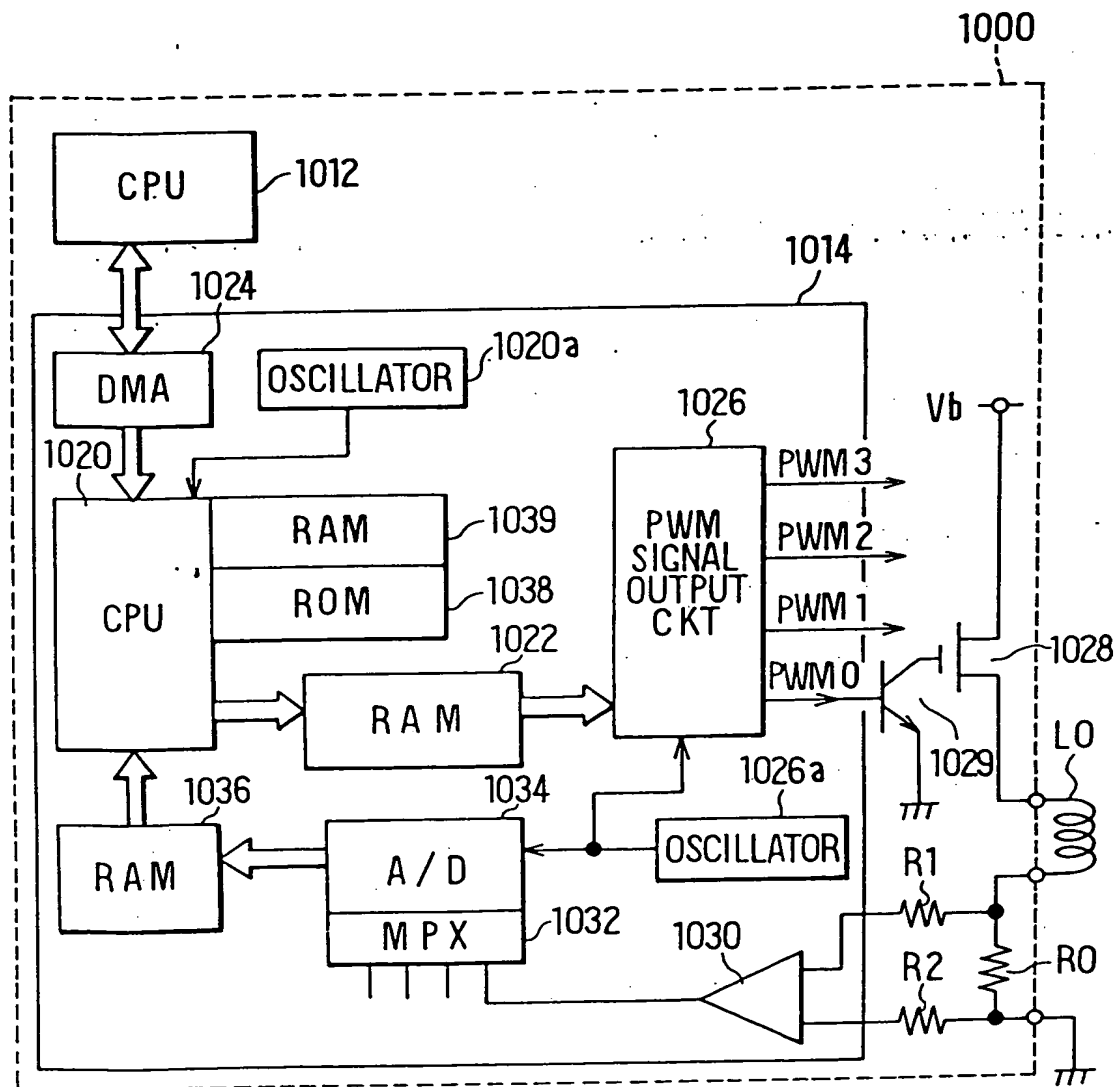 1000
CPU
1012
1014
1024
DMA
OSCILLATOR
1020a
1020
CPU
RAM
1039
ROM
1038
1026
PWM
SIGNAL
OUTPUT
CKT
PWM3
PWM2
PWM1
PWM0
Vb
1028
1029
L0
1022
RAM
1026a
OSCILLATOR
1036
RAM
1034
A/D
MPX
1032
1030
R1
R2
R0